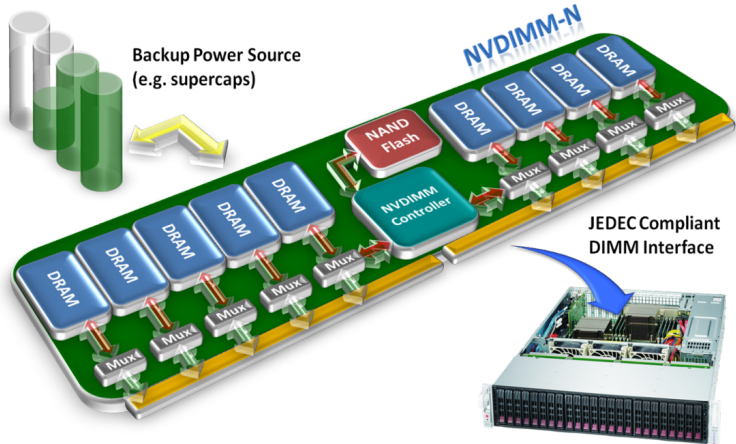 Backup Power Source
(e.g. supercaps)
NVDIMM-N
DRAM
DRAM
DRAM
DRAM
NAND
Flash
Mux
Mux
Mux
Mux
NVDIMM
Controller
DRAM
DRAM
DRAM
DRAM
DRAM
Mux
Mux
Mux
Mux
Mux
JEDEC Compliant
DIMM Interface